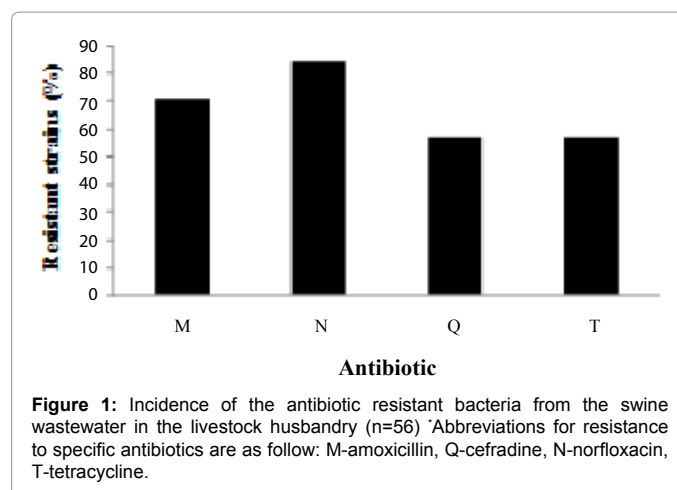 90
80
70
60
50
40
30
20
10
0
Resistant strains (%)
M N Q T
Antibiotic
Figure 1: Incidence of the antibiotic resistant bacteria from the swine
wastewater in the livestock husbandry (n=56) *Abbreviations for resistance
to specific antibiotics are as follow: M-amoxicillin, Q-cefradine, N-norfloxacin,
T-tetracycline.